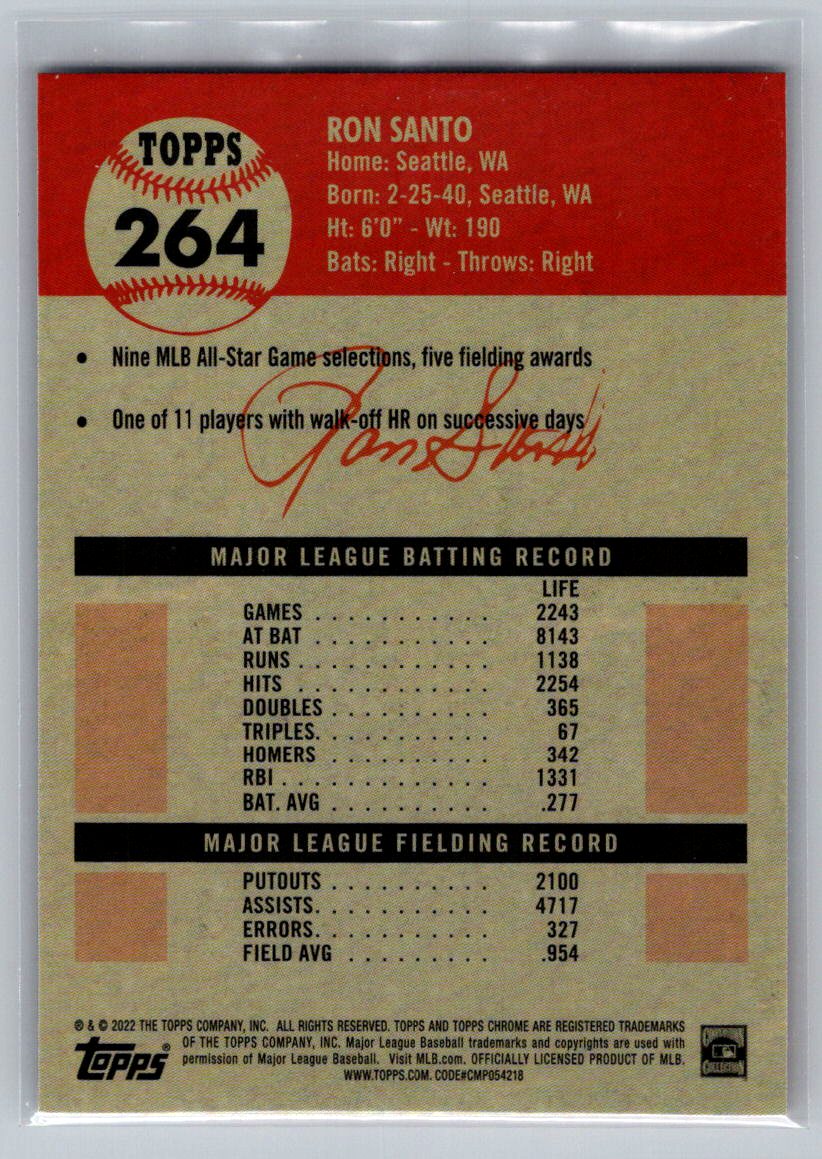 TOPPS
264
RON SANTO
Home: Seattle, WA
Born: 2-25-40, Seattle, WA
Ht: 6'0" - Wt: 190
Bats: Right - Throws: Right
• Nine MLB All-Star Game selections, five fielding awards
• One of 11 players with walk-off HR on successive days
Ron Santo
MAJOR LEAGUE BATTING RECORD
LIFE
GAMES . . . . . . . . . . . 2243
AT BAT . . . . . . . . . . . 8143
RUNS . . . . . . . . . . . . 1138
HITS . . . . . . . . . . . . 2254
DOUBLES . . . . . . . . . . 365
TRIPLES. . . . . . . . . . . 67
HOMERS . . . . . . . . . . . 342
RBI . . . . . . . . . . . . . 1331
BAT. AVG . . . . . . . . . . .277
MAJOR LEAGUE FIELDING RECORD
PUTOUTS . . . . . . . . . . 2100
ASSISTS. . . . . . . . . . . 4717
ERRORS. . . . . . . . . . . 327
FIELD AVG . . . . . . . . . .954
® & © 2022 THE TOPPS COMPANY, INC. ALL RIGHTS RESERVED. TOPPS AND TOPPS CHROME ARE REGISTERED TRADEMARKS
OF THE TOPPS COMPANY, INC. Major League Baseball trademarks and copyrights are used with
permission of Major League Baseball. Visit MLB.com. OFFICIALLY LICENSED PRODUCT OF MLB.
WWW.TOPPS.COM. CODE#CMP054218
Topps®
COOPERSTOWN
COLLECTION